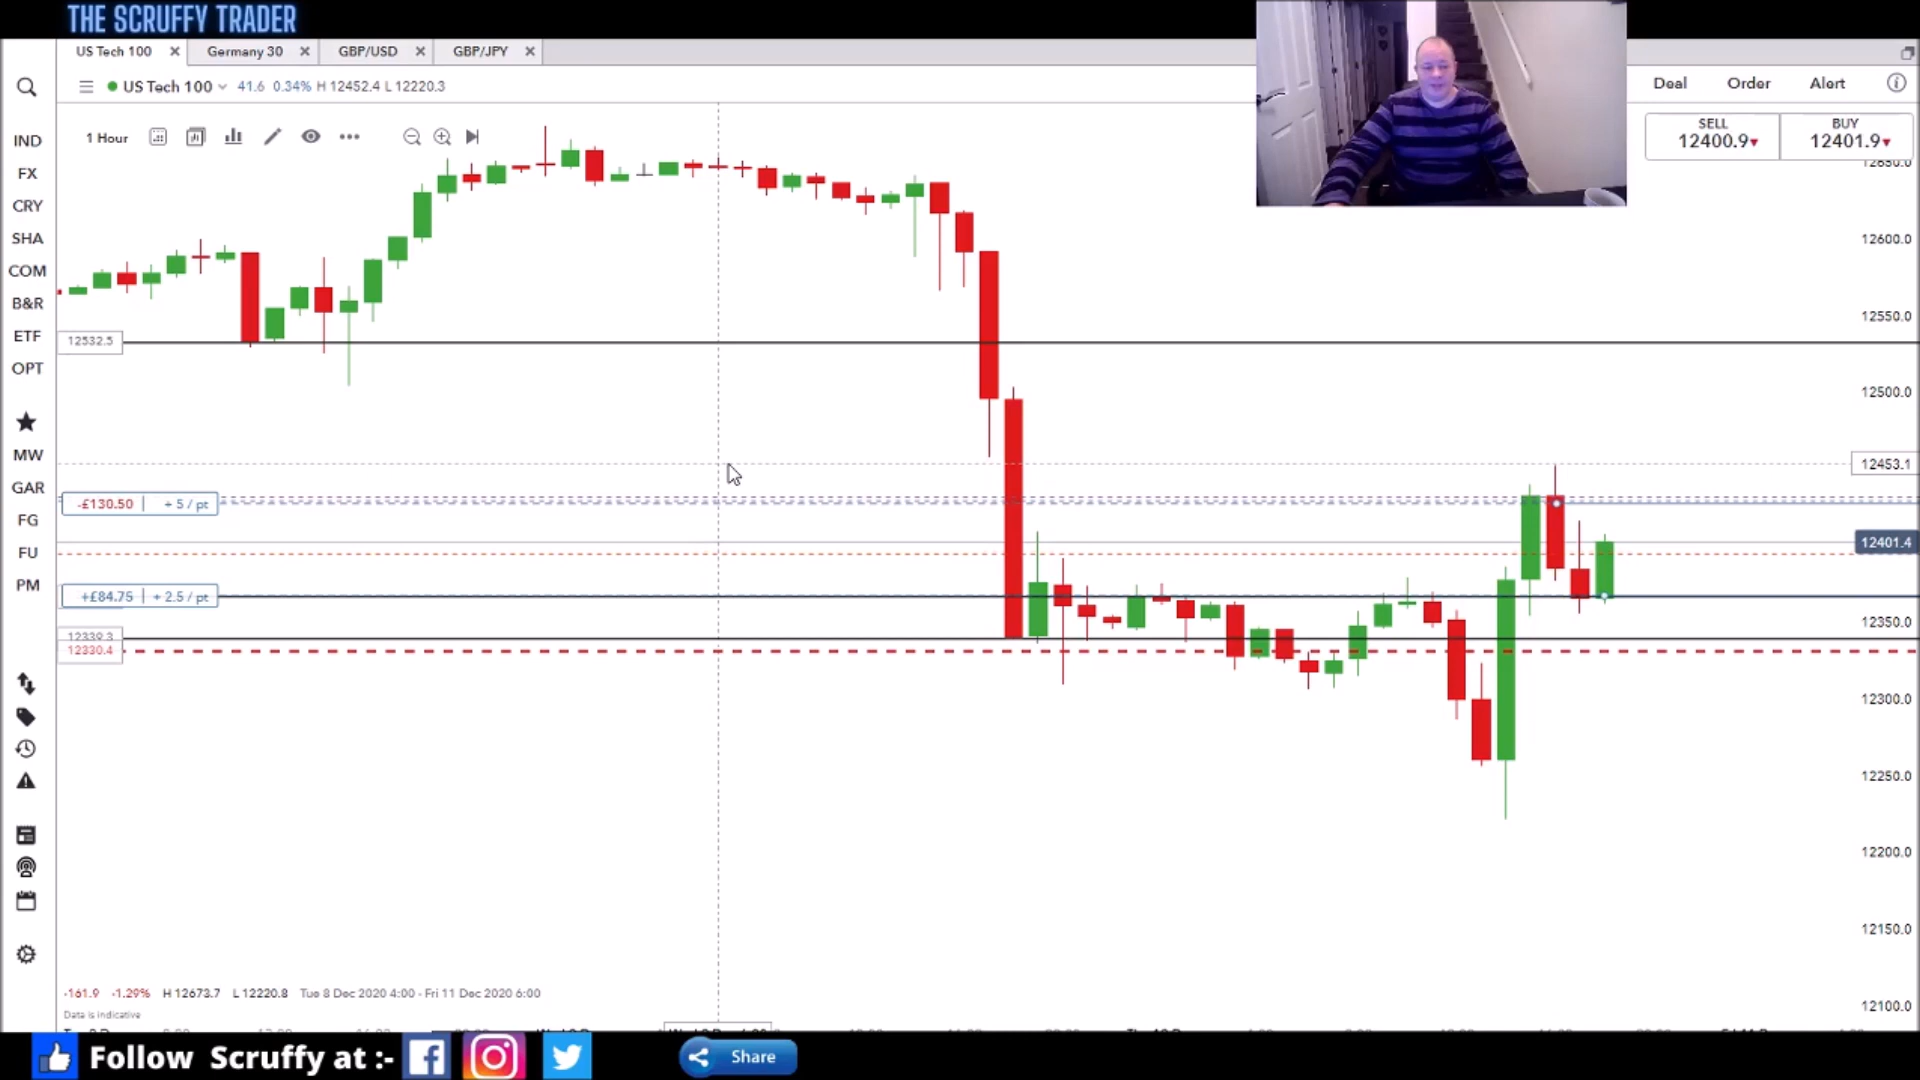 THE SCRUFFY TRADER
US Tech 100
Germany 30
GBP/USD
GBP/JPY
US Tech 100 41.6 0.34% H 12452.4 L 12220.3
Deal Order Alert
1 Hour
SELL
12400.9
BUY
12401.9
IND
FX
CRY
SHA
COM
B&R
ETF
OPT
MW
GAR
FG
FU
PM
12532.5
-£130.50 + 5 / pt
+£84.75 + 2.5 / pt
12339.3
12330.4
12650.0
12600.0
12550.0
12500.0
12453.1
12401.4
12350.0
12300.0
12250.0
12200.0
12150.0
12100.0
-161.9 -1.29% H 12673.7 L 12220.8 Tue 8 Dec 2020 4:00 - Fri 11 Dec 2020 6:00
Data is indicative
Follow Scruffy at :-
Share